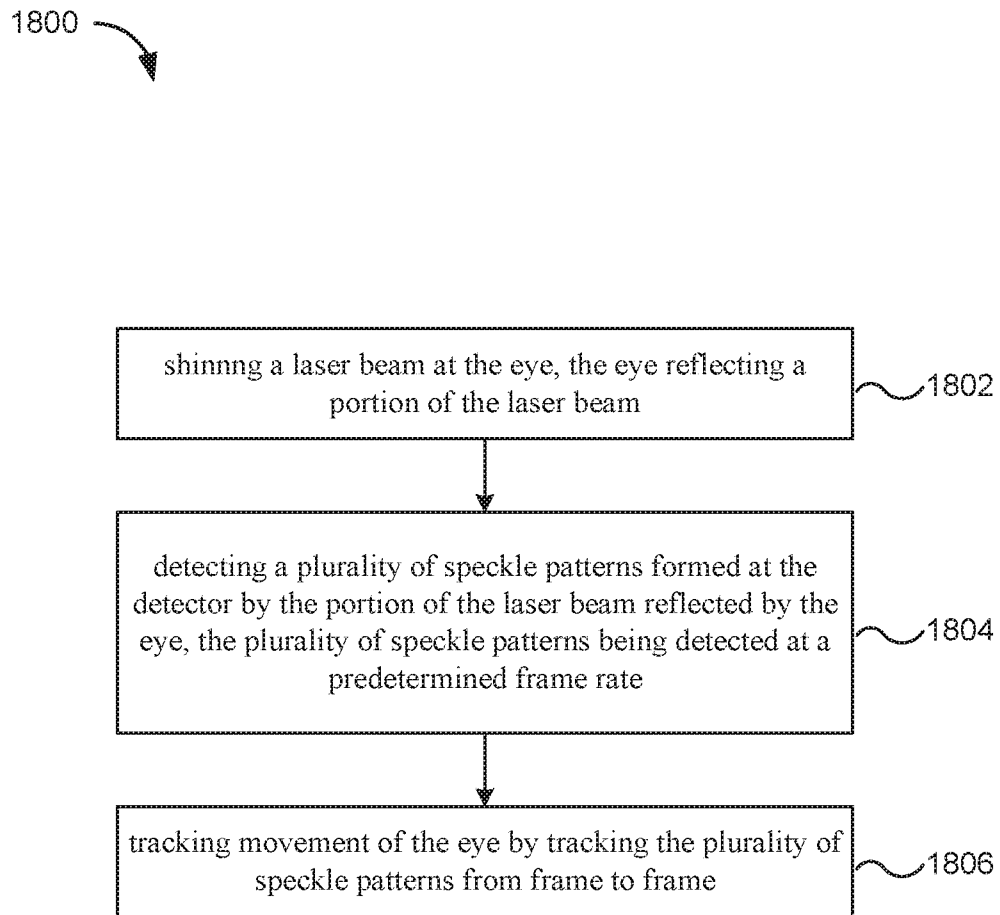 1800
shinnng a laser beam at the eye, the eye reflecting a
portion of the laser beam
1802
detecting a plurality of speckle patterns formed at the
detector by the portion of the laser beam reflected by the
eye, the plurality of speckle patterns being detected at a
predetermined frame rate
1804
tracking movement of the eye by tracking the plurality of
speckle patterns from frame to frame
1806